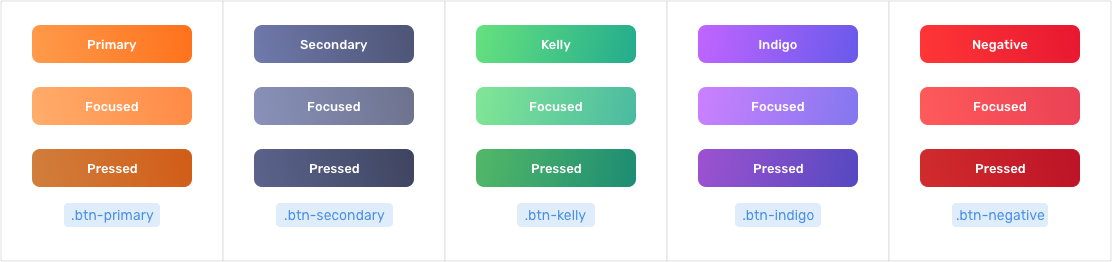 Primary
Secondary
Kelly
Indigo
Negative
Focused
Focused
Focused
Focused
Focused
Pressed
Pressed
Pressed
Pressed
Pressed
.btn-primary
.btn-secondary
.btn-kelly
.btn-indigo
.btn-negative